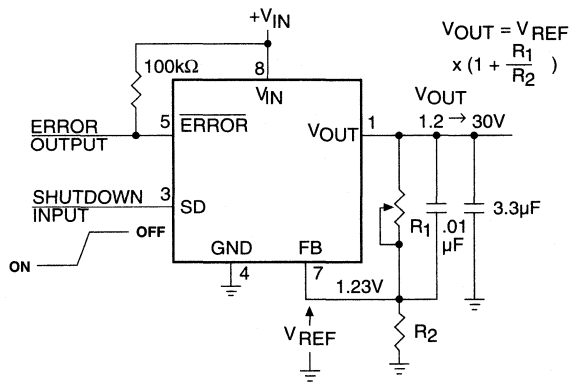 +VIN
VOUT = VREF
x (1 + R1/R2 )
100kΩ
8
VIN
VOUT
1.2 → 30V
ERROR
OUTPUT
5
ERROR
VOUT
1
SHUTDOWN
INPUT
3
SD
R1
.01
µF
3.3µF
OFF
ON
GND
FB
4
7
1.23V
VREF
R2